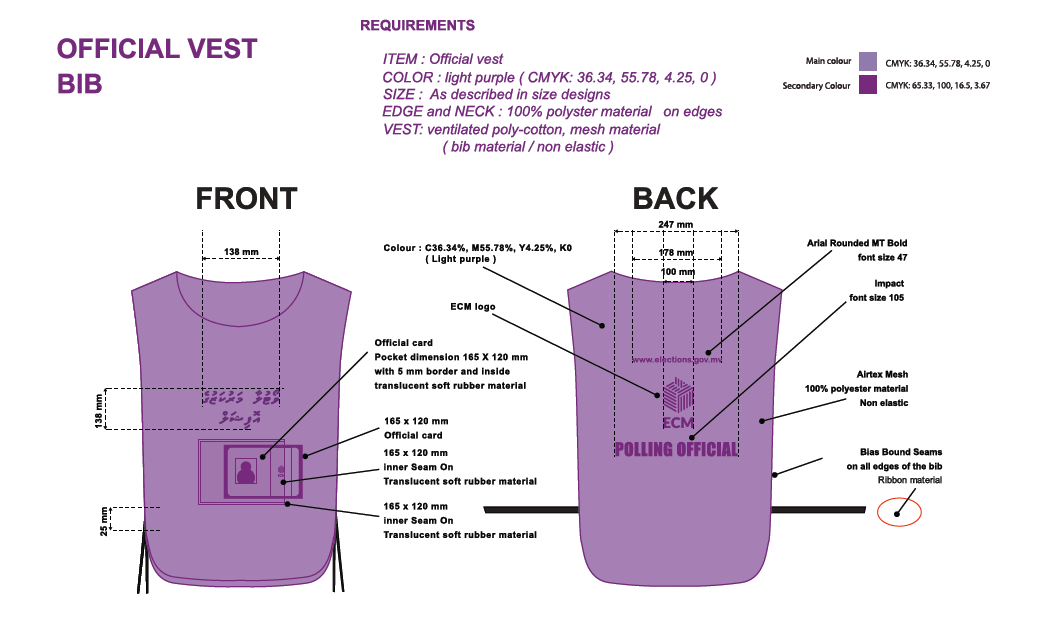 OFFICIAL VEST
BIB
REQUIREMENTS
ITEM : Official vest
COLOR : light purple ( CMYK: 36.34, 55.78, 4.25, 0 )
SIZE : As described in size designs
EDGE and NECK : 100% polyster material on edges
VEST: ventilated poly-cotton, mesh material
( bib material / non elastic )
Main colour
CMYK: 36.34, 55.78, 4.25, 0
Secondary Colour
CMYK: 65.33, 100, 16.5, 3.67
FRONT
138 mm
138 mm
އޮފިޝަލް
25 mm
Colour : C36.34%, M55.78%, Y4.25%, K0
( Light purple )
ECM logo
Official card
Pocket dimension 165 X 120 mm
with 5 mm border and inside
translucent soft rubber material
165 x 120 mm
Official card
165 x 120 mm
inner Seam On
Translucent soft rubber material
165 x 120 mm
inner Seam On
Translucent soft rubber material
BACK
247 mm
178 mm
100 mm
www.elections.gov.mv
ECM
POLLING OFFICIAL
Arial Rounded MT Bold
font size 47
Impact
font size 105
Airtex Mesh
100% polyester material
Non elastic
Bias Bound Seams
on all edges of the bib
Ribbon material